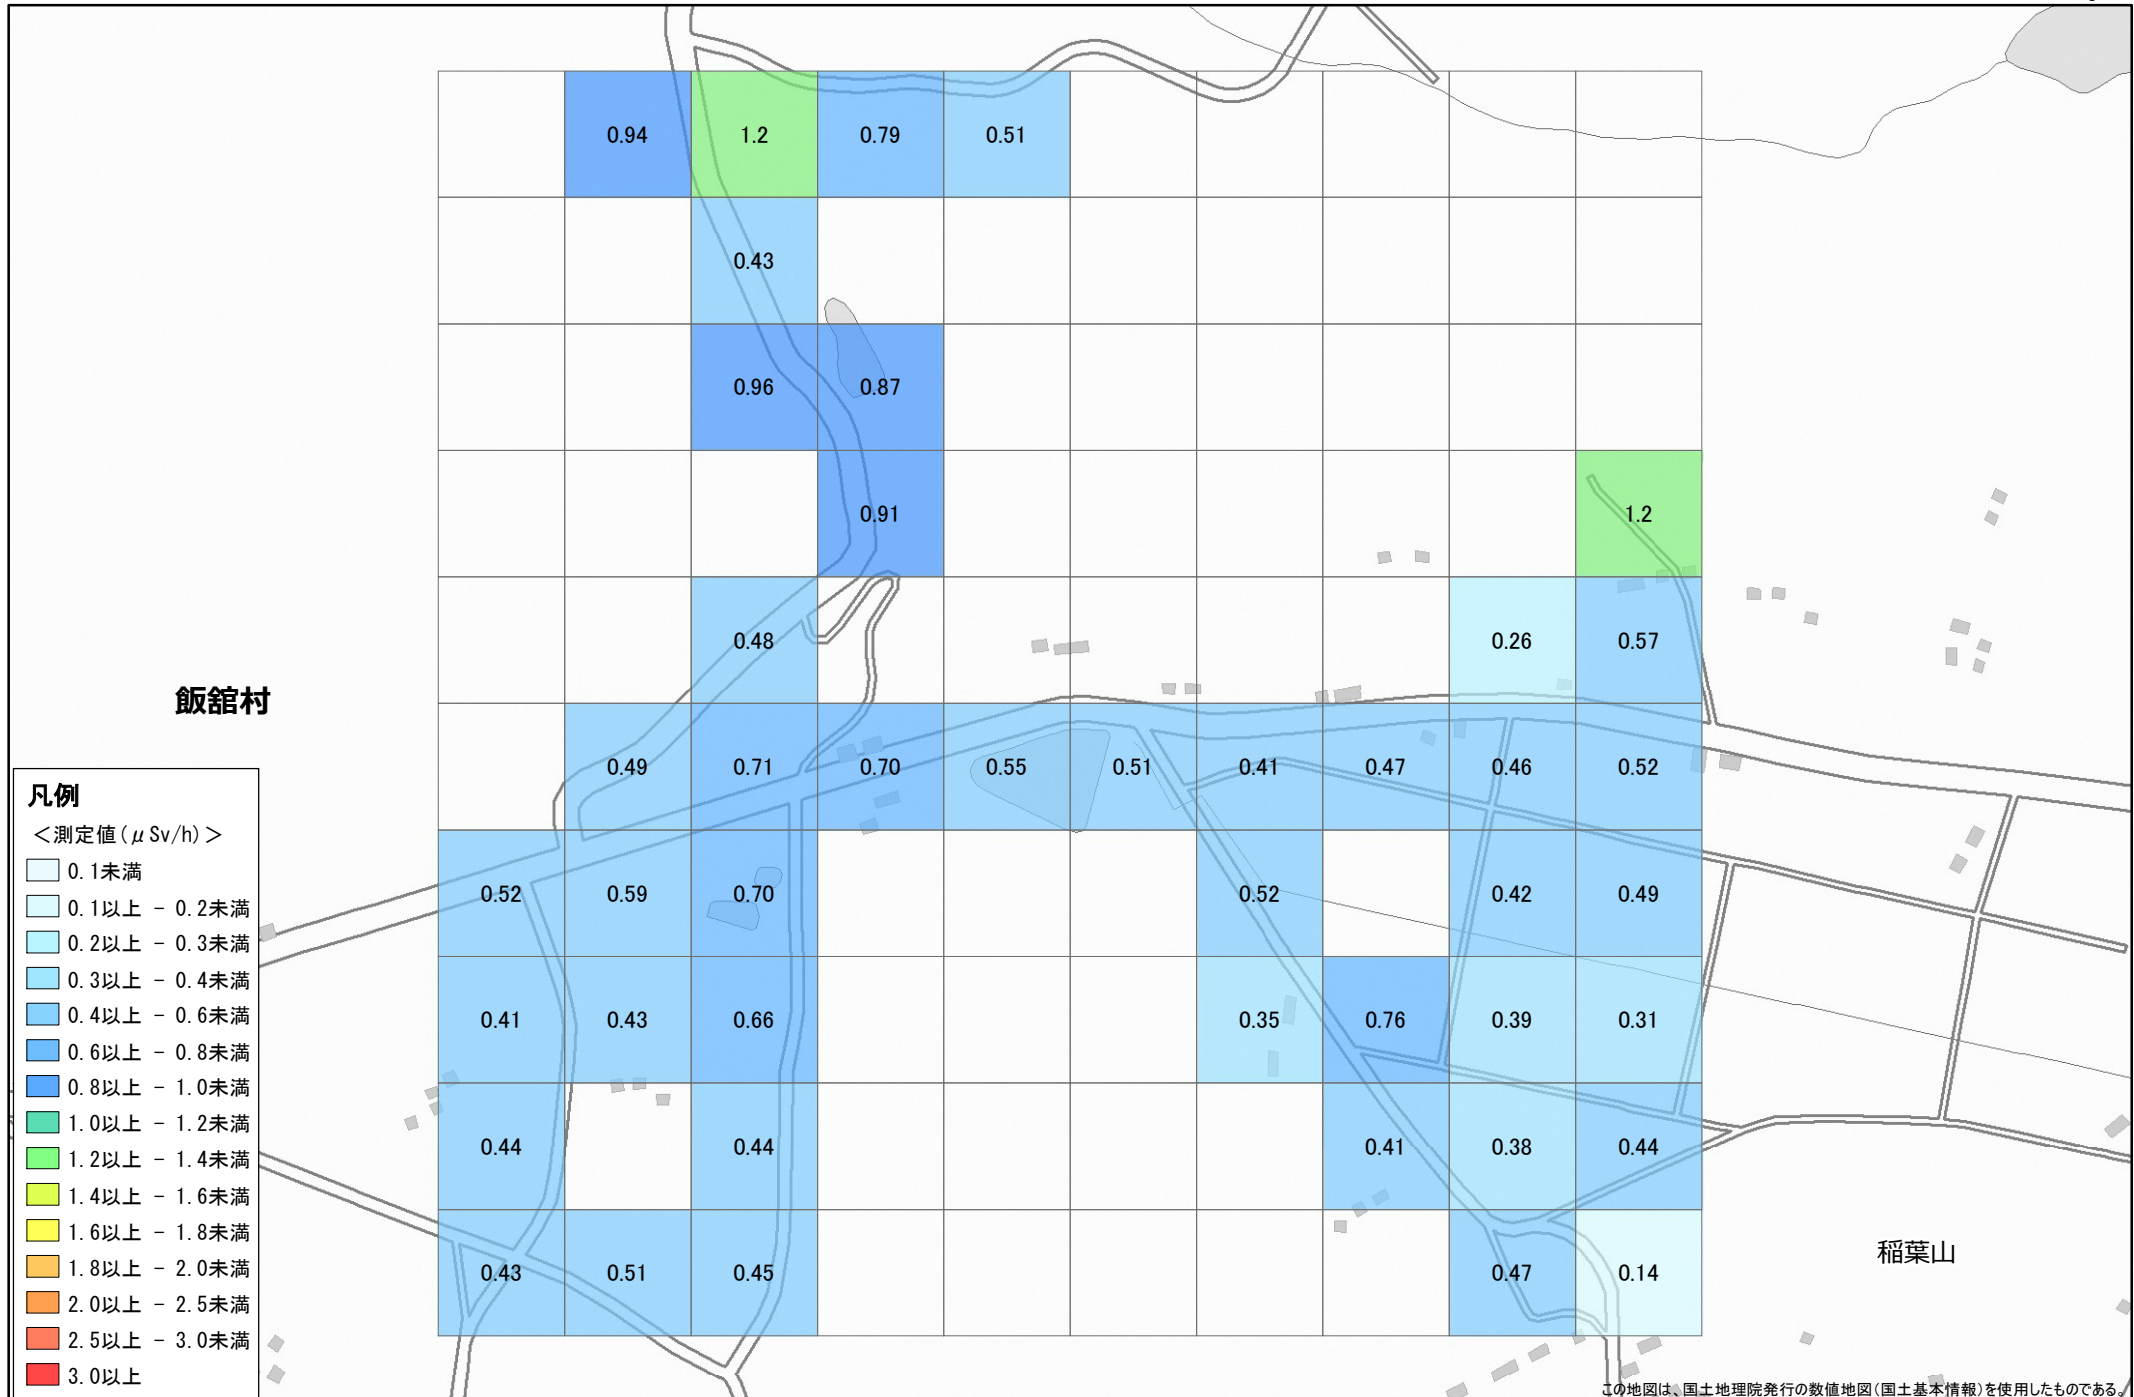 0.94 1.2 0.79 0.51
0.43
0.96 0.87
0.91 1.2
0.48 0.26 0.57
飯舘村
0.49 0.71 0.70 0.55 0.51 0.41 0.47 0.46 0.52
0.52 0.59 0.70 0.52 0.42 0.49
0.41 0.43 0.66 0.35 0.76 0.39 0.31
0.44 0.44 0.41 0.38 0.44
0.43 0.51 0.45 0.47 0.14
稲葉山
凡例
＜測定値(μSv/h)＞
0.1未満
0.1以上 - 0.2未満
0.2以上 - 0.3未満
0.3以上 - 0.4未満
0.4以上 - 0.6未満
0.6以上 - 0.8未満
0.8以上 - 1.0未満
1.0以上 - 1.2未満
1.2以上 - 1.4未満
1.4以上 - 1.6未満
1.6以上 - 1.8未満
1.8以上 - 2.0未満
2.0以上 - 2.5未満
2.5以上 - 3.0未満
3.0以上
この地図は、国土地理院発行の数値地図(国土基本情報)を使用したものである。